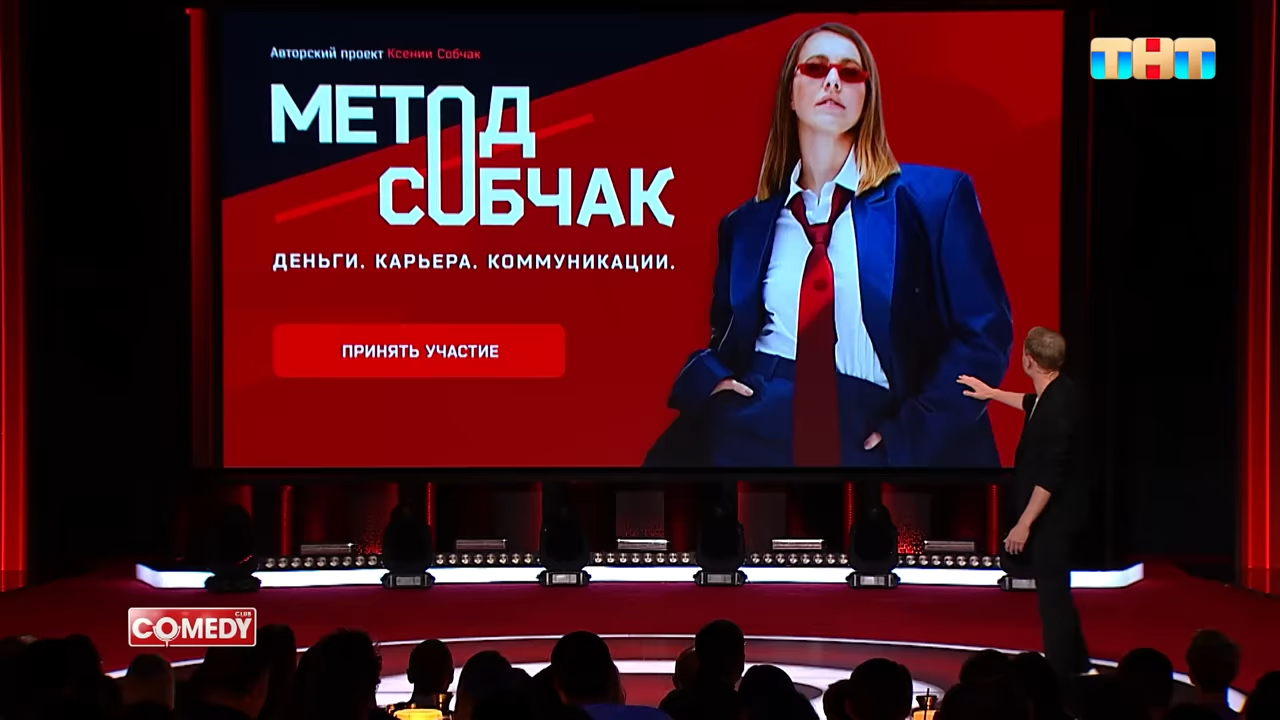 Авторский проект Ксении Собчак
МЕТОД
СОБЧАК
ДЕНЬГИ. КАРЬЕРА. КОММУНИКАЦИИ.
ПРИНЯТЬ УЧАСТИЕ
ТНТ
COMEDY CLUB